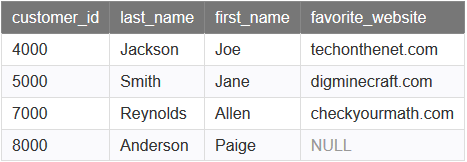 customer_id last_name first_name favorite_website
4000 Jackson Joe techonthenet.com
5000 Smith Jane digminecraft.com
7000 Reynolds Allen checkyourmath.com
8000 Anderson Paige NULL